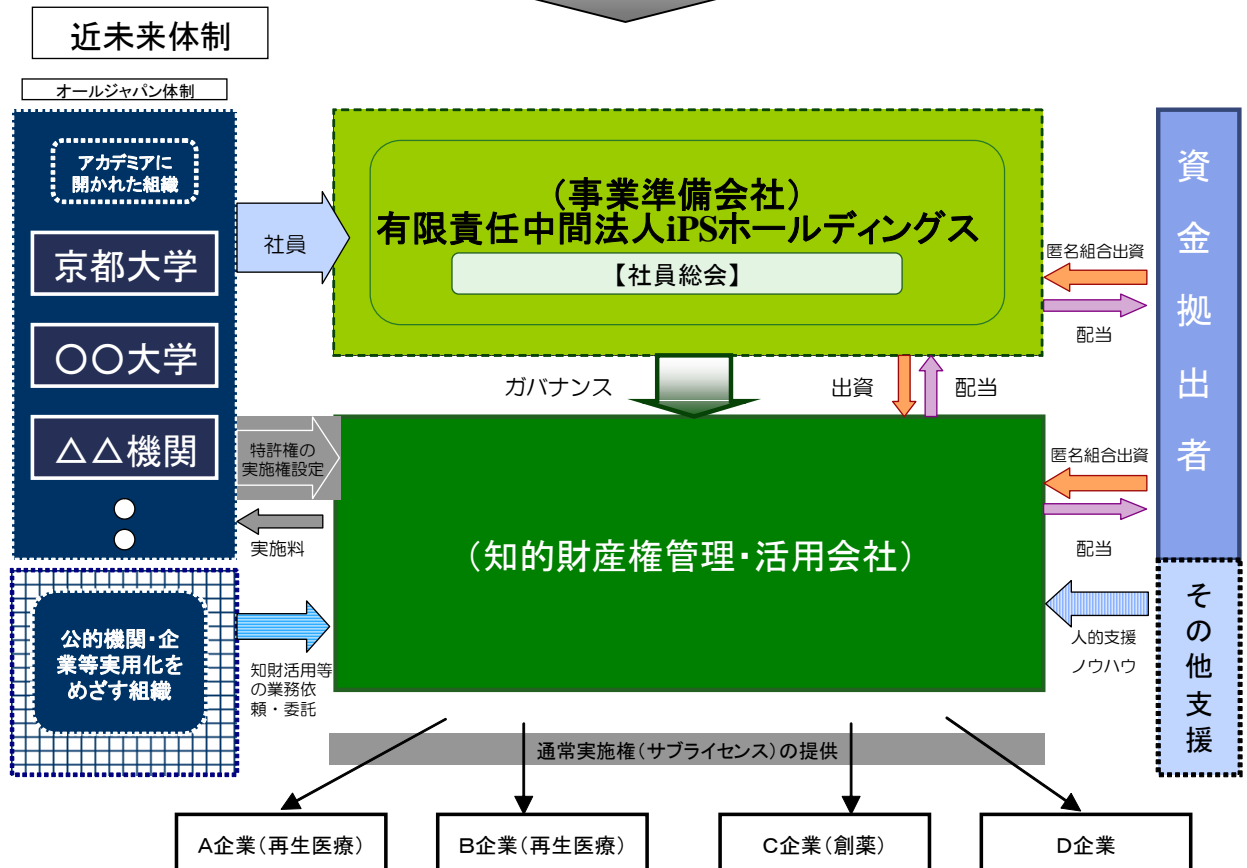 近未来体制
オールジャパン体制
アカデミアに
開かれた組織
京都大学
〇〇大学
△△機関
社員
(事業準備会社)
有限責任中間法人iPSホールディングス
【社員総会】
匿名組合出資
配当
資金拠出者
ガバナンス
出資
配当
特許権の
実施権設定
実施料
(知的財産権管理・活用会社)
匿名組合出資
配当
公的機関・企
業等実用化を
めざす組織
知財活用等
の業務依
頼・委託
人的支援
ノウハウ
その他支援
通常実施権(サブライセンス)の提供
A企業(再生医療)
B企業(再生医療)
C企業(創薬)
D企業